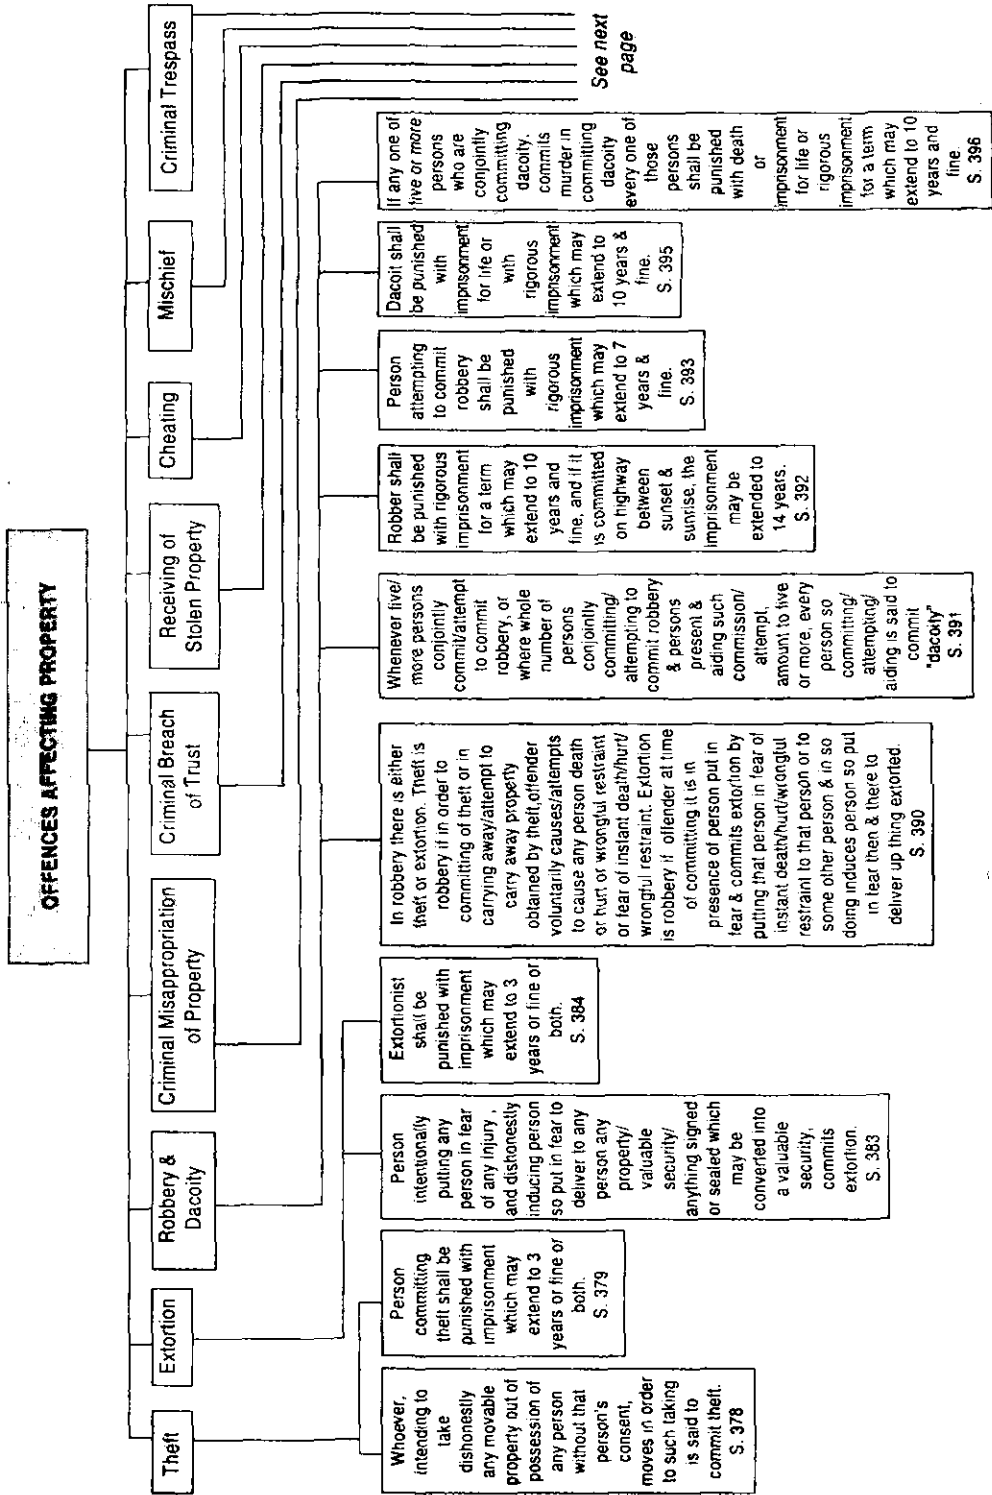 OFFENCES AFFECTING PROPERTY
Theft
Extortion
Robbery &
Dacoity
Criminal Misappropriation
of Property
Criminal Breach
of Trust
Receiving of
Stolen Property
Cheating
Mischief
Criminal Trespass
Whoever,
intending to
take
dishonestly
any movable
property out of
possession of
any person
without that
person's
consent,
moves in order
to such taking
is said to
commit theft.
S. 378
Person
committing
theft shall be
punished with
imprisonment
which may
extend to 3
years or fine or
both.
S. 379
Person
intentionally
putting any
person in fear
of any injury,
and dishonestly
inducing person
so put in fear to
deliver to any
person any
property/
valuable
security/
anything signed
or sealed which
may be
converted into
a valuable
security,
commits
extortion.
S. 383
Extortionist
shall be
punished with
imprisonment
which may
extend to 3
years or fine or
both.
S. 384
In robbery there is either
theft or extortion. Theft is
robbery if in order to
committing of theft or in
carrying away/attempt to
carry away property
obtained by theft,offender
voluntarily causes/attempts
to cause any person death
or hurt or wrongful restraint
or fear of instant death/hurt/
wrongful restraint. Extortion
is robbery if offender at time
of committing it is in
presence of person put in
fear & commits extortion by
putting that person in fear of
instant death/hurt/wrongful
restraint to that person or to
some other person & in so
doing induces person so put
in fear then & there to
deliver up thing extorted.
S. 390
Whenever five/
more persons
conjointly
commit/attempt
to commit
robbery, or
where whole
number of
persons
conjointly
committing/
attempting to
commit robbery
& persons
present &
aiding such
commission/
attempt,
amount to five
or more, every
person so
committing/
attempting/
aiding is said to
commit
"dacoity"
S. 391
Robber shall
be punished
with rigorous
imprisonment
for a term
which may
extend to 10
years and
fine, and if it
is committed
on highway
between
sunset &
sunrise, the
imprisonment
may be
extended to
14 years.
S. 392
Person
attempting
to commit
robbery
shall be
punished
with
rigorous
imprisonment
which may
extend to 7
years &
fine.
S. 393
Dacoit shall
be punished
with
imprisonment
for life or
with
rigorous
imprisonment
which may
extend to
10 years &
fine.
S. 395
If any one of
five or more
persons
who are
conjointly
committing
dacoity,
commits
murder in
committing
dacoity
every one of
those
persons
shall be
punished
with death
or
imprisonment
for life or
rigorous
imprisonment
for a term
which may
extend to 10
years and
fine.
S. 396
See next
page